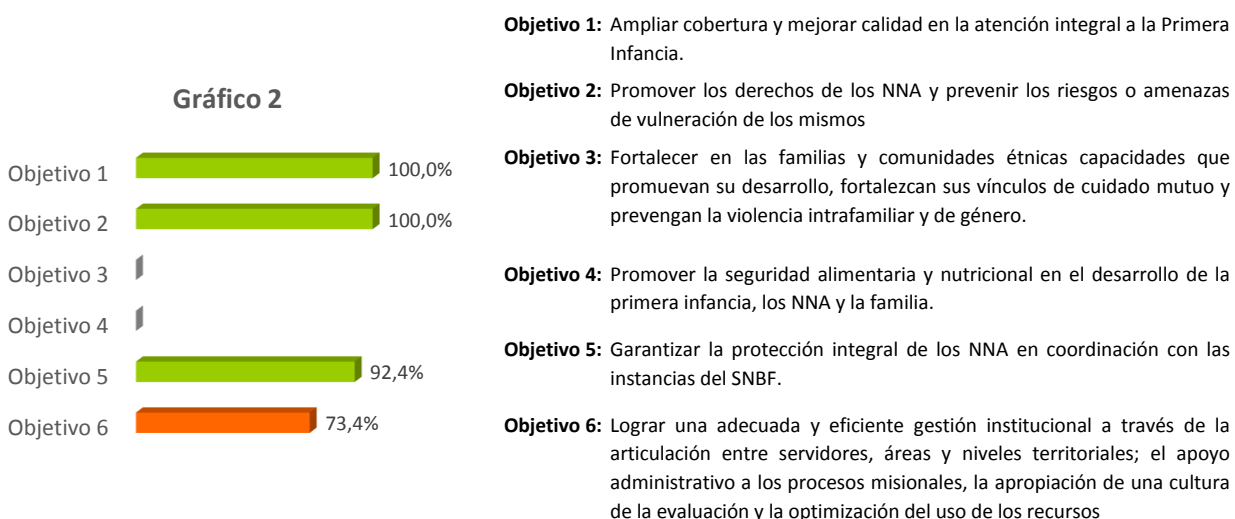 Gráfico 2
Objetivo 1 100,0%
Objetivo 2 100,0%
Objetivo 3
Objetivo 4
Objetivo 5 92,4%
Objetivo 6 73,4%
Objetivo 1: Ampliar cobertura y mejorar calidad en la atención integral a la Primera
Infancia.
Objetivo 2: Promover los derechos de los NNA y prevenir los riesgos o amenazas
de vulneración de los mismos
Objetivo 3: Fortalecer en las familias y comunidades étnicas capacidades que
promuevan su desarrollo, fortalezcan sus vínculos de cuidado mutuo y
prevengan la violencia intrafamiliar y de género.
Objetivo 4: Promover la seguridad alimentaria y nutricional en el desarrollo de la
primera infancia, los NNA y la familia.
Objetivo 5: Garantizar la protección integral de los NNA en coordinación con las
instancias del SNBF.
Objetivo 6: Lograr una adecuada y eficiente gestión institucional a través de la
articulación entre servidores, áreas y niveles territoriales; el apoyo
administrativo a los procesos misionales, la apropiación de una cultura
de la evaluación y la optimización del uso de los recursos